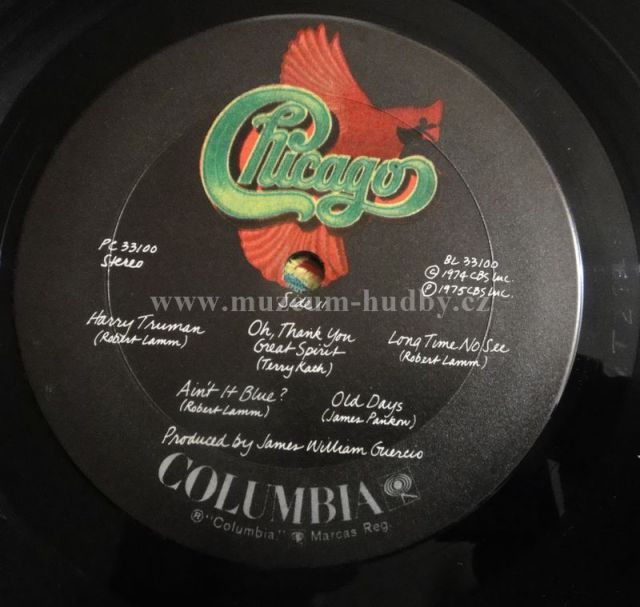 Chicago
PC 33100
Stereo
BL 33100
© 1974 CBS Inc.
℗ 1975 CBS Inc.
www.museum-hudby.cz
Side 11
Harry Truman
(Robert Lamm)
Oh, Thank You
Great Spirit
(Terry Kath)
Long Time No See
(Robert Lamm)
Ain't It Blue?
(Robert Lamm)
Old Days
(James Pankow)
Produced by James William Guercio
COLUMBIA
® "Columbia," Marcas Reg.